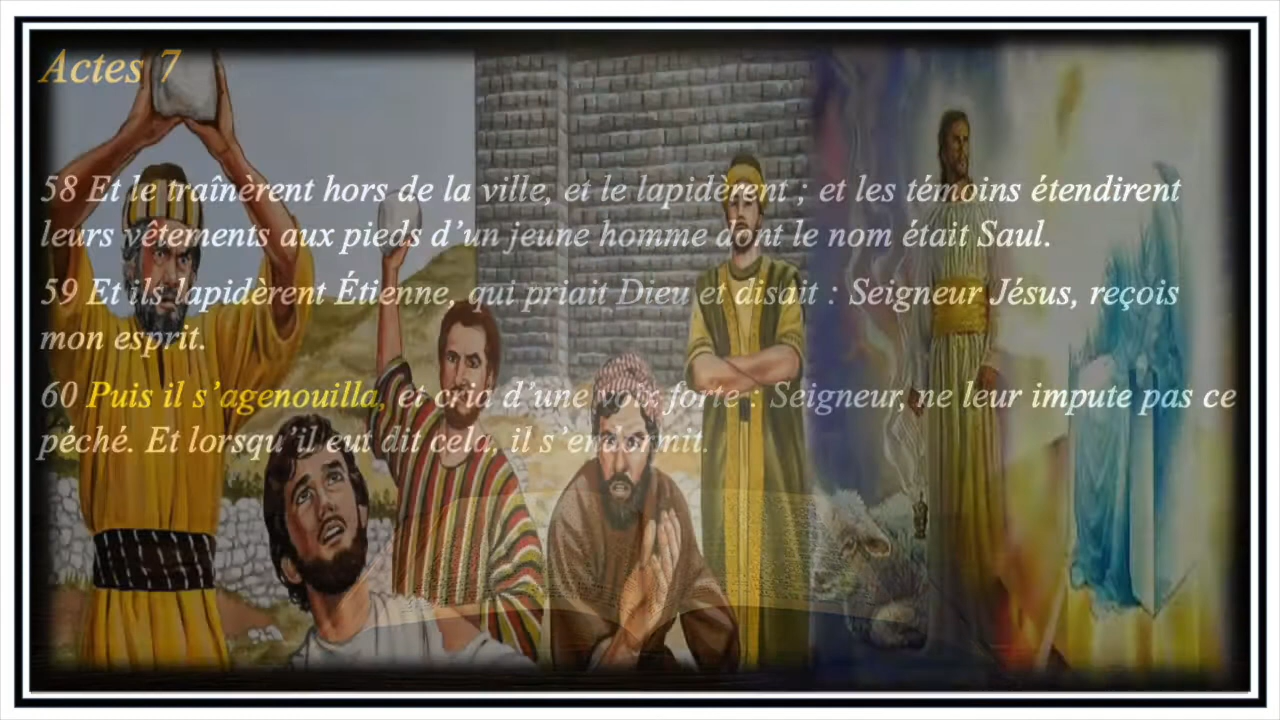 Actes 7
58 Et le traînèrent hors de la ville, et le lapidèrent ; et les témoins étendirent
leurs vêtements aux pieds d’un jeune homme dont le nom était Saul.
59 Et ils lapidèrent Étienne, qui priait Dieu et disait : Seigneur Jésus, reçois
mon esprit.
60 Puis il s’agenouilla, et cria d’une voix forte : Seigneur, ne leur impute pas ce
péché. Et lorsqu’il eut dit cela, il s’endormit.